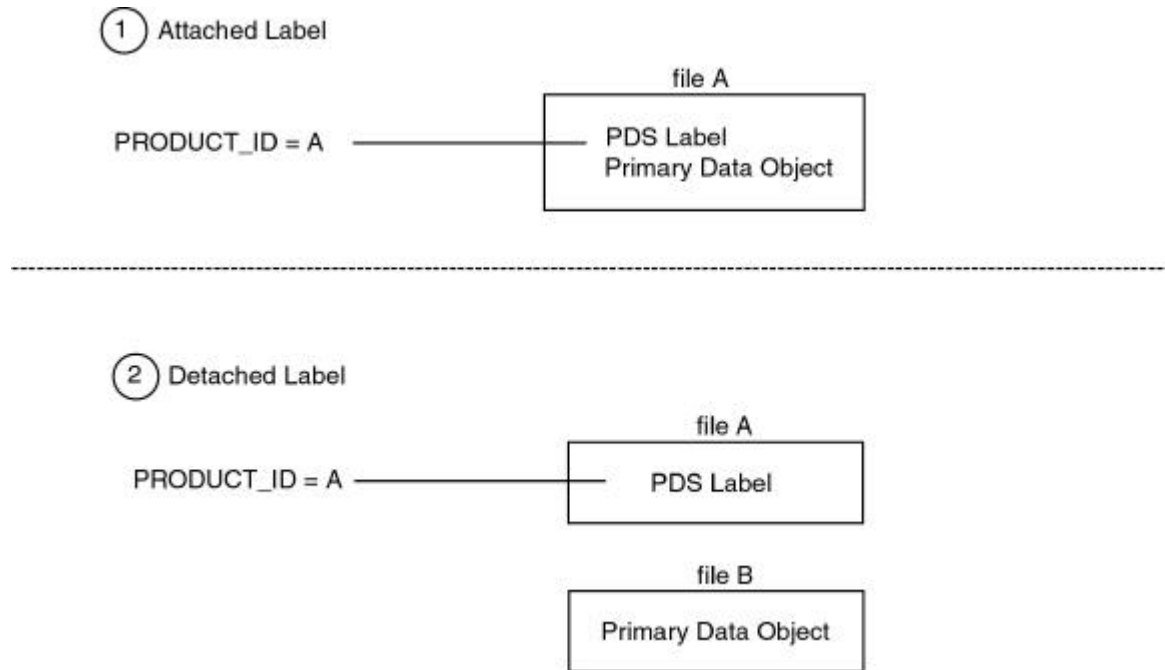 1 Attached Label
file A
PRODUCT_ID = A
PDS Label
Primary Data Object
2 Detached Label
file A
PRODUCT_ID = A
PDS Label
file B
Primary Data Object